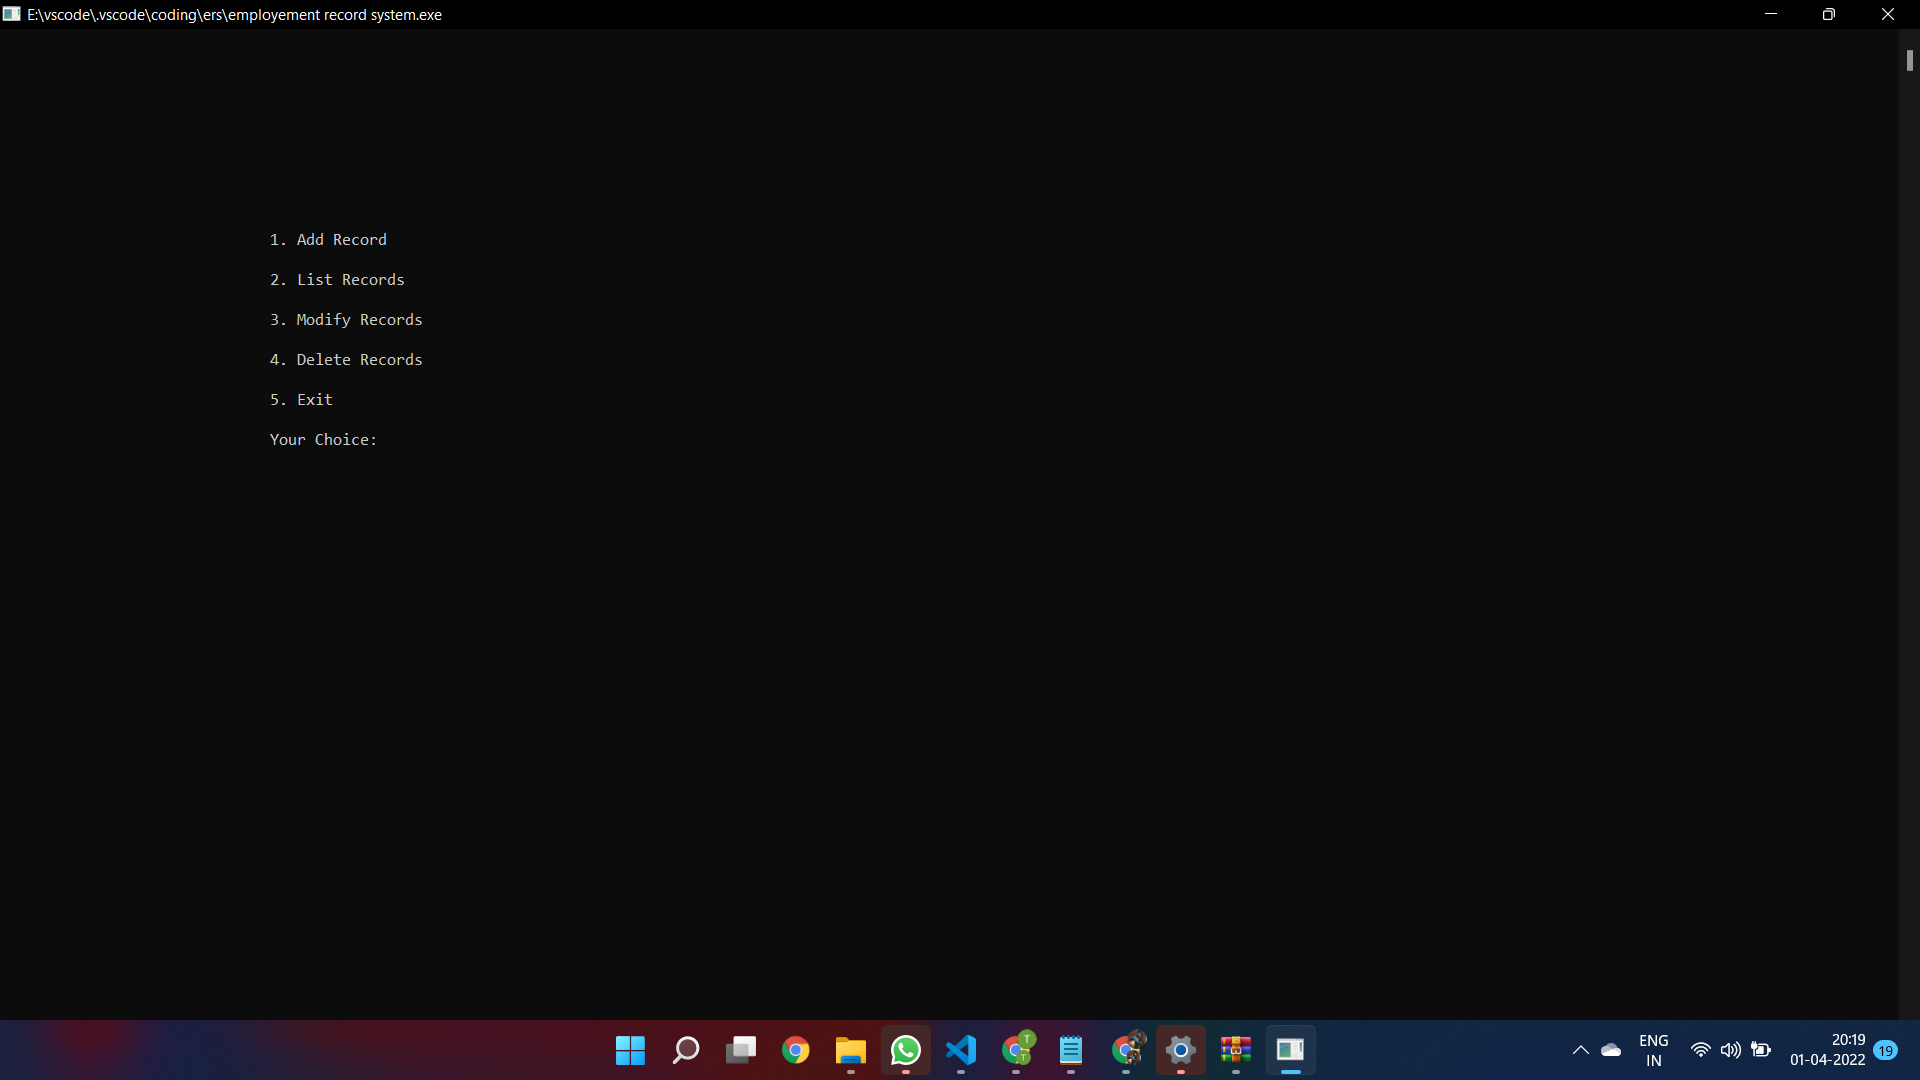 E:\vscode\.vscode\coding\ers\employement record system.exe
1. Add Record
2. List Records
3. Modify Records
4. Delete Records
5. Exit
Your Choice:
T
T
ENG
IN
20:19
01-04-2022
19